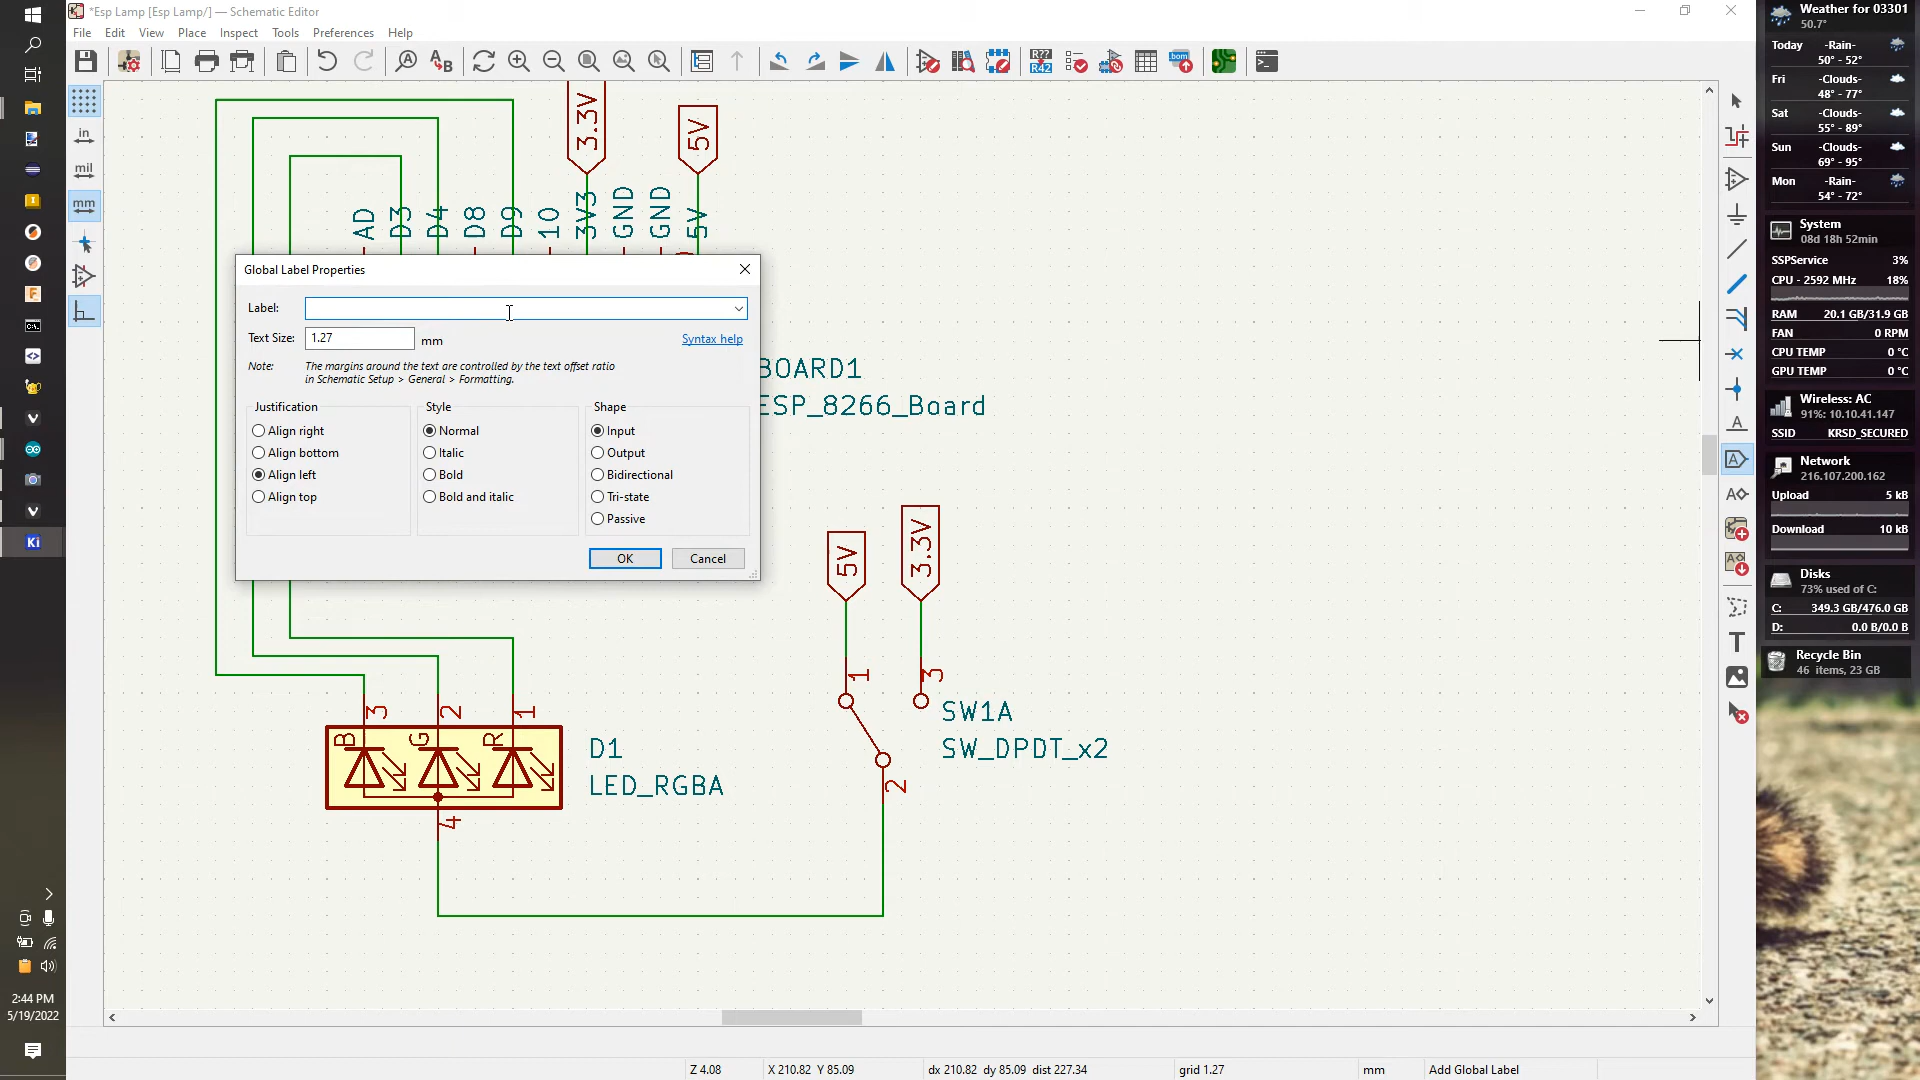 *Esp Lamp [Esp Lamp/] — Schematic Editor
File Edit View Place Inspect Tools Preferences Help
in
mil
mm
3.3V
5V
AD
D3
D4
D8
D9
10
3V3
GND
GND
5V
Global Label Properties
Label:
Text Size: 1.27 mm Syntax help
Note: The margins around the text are controlled by the text offset ratio
in Schematic Setup > General > Formatting.
Justification
Align right
Align bottom
Align left
Align top
Style
Normal
Italic
Bold
Bold and italic
Shape
Input
Output
Bidirectional
Tri-state
Passive
OK Cancel
BOARD1
ESP_8266_Board
5V
3.3V
1
3
SW1A
SW_DPDT_x2
2
3
2
1
B
G
R
D1
LED_RGBA
4
Z 4.08 X 210.82 Y 85.09 dx 210.82 dy 85.09 dist 227.34 grid 1.27 mm Add Global Label
Ki
2:44 PM
5/19/2022
Weather for 03301
50.7°
Today -Rain-
50° - 52°
Fri -Clouds-
48° - 77°
Sat -Clouds-
55° - 89°
Sun -Clouds-
69° - 95°
Mon -Rain-
54° - 72°
System
08d 18h 52min
SSPService 3%
CPU - 2592 MHz 18%
RAM 20.1 GB/31.9 GB
FAN 0 RPM
CPU TEMP 0 °C
GPU TEMP 0 °C
Wireless: AC
91%: 10.10.41.147
SSID KRSD_SECURED
Network
216.107.200.162
Upload 5 kB
Download 10 kB
Disks
73% used of C:
C: 349.3 GB/476.0 GB
D: 0.0 B/0.0 B
Recycle Bin
46 items, 23 GB